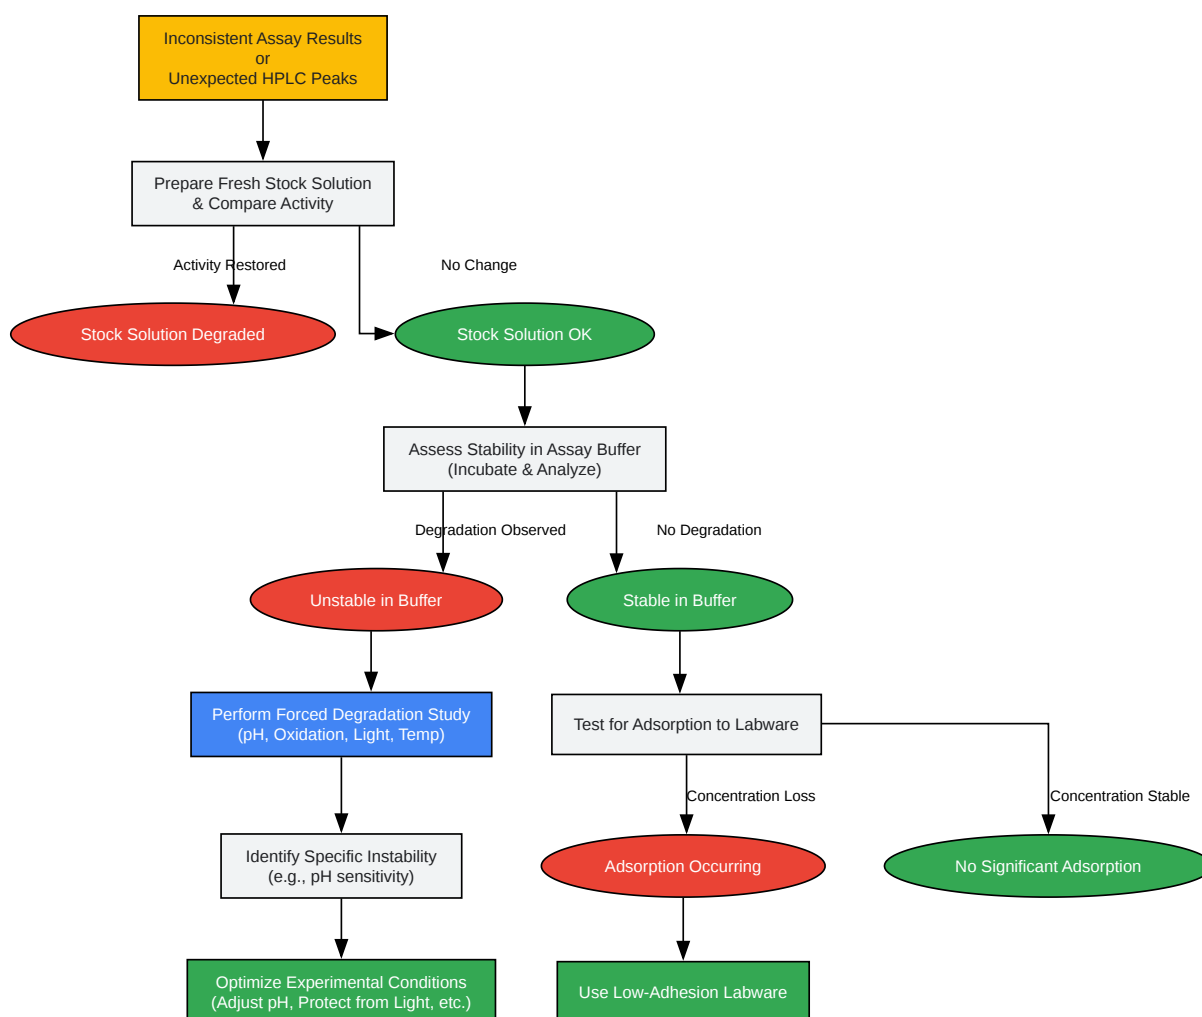 Inconsistent Assay Results
or
Unexpected HPLC Peaks
Prepare Fresh Stock Solution
& Compare Activity
Activity Restored
No Change
Stock Solution Degraded
Stock Solution OK
Assess Stability in Assay Buffer
(Incubate & Analyze)
Degradation Observed
No Degradation
Unstable in Buffer
Stable in Buffer
Perform Forced Degradation Study
(pH, Oxidation, Light, Temp)
Test for Adsorption to Labware
Concentration Loss
Concentration Stable
Identify Specific Instability
(e.g., pH sensitivity)
Adsorption Occurring
No Significant Adsorption
Optimize Experimental Conditions
(Adjust pH, Protect from Light, etc.)
Use Low-Adhesion Labware